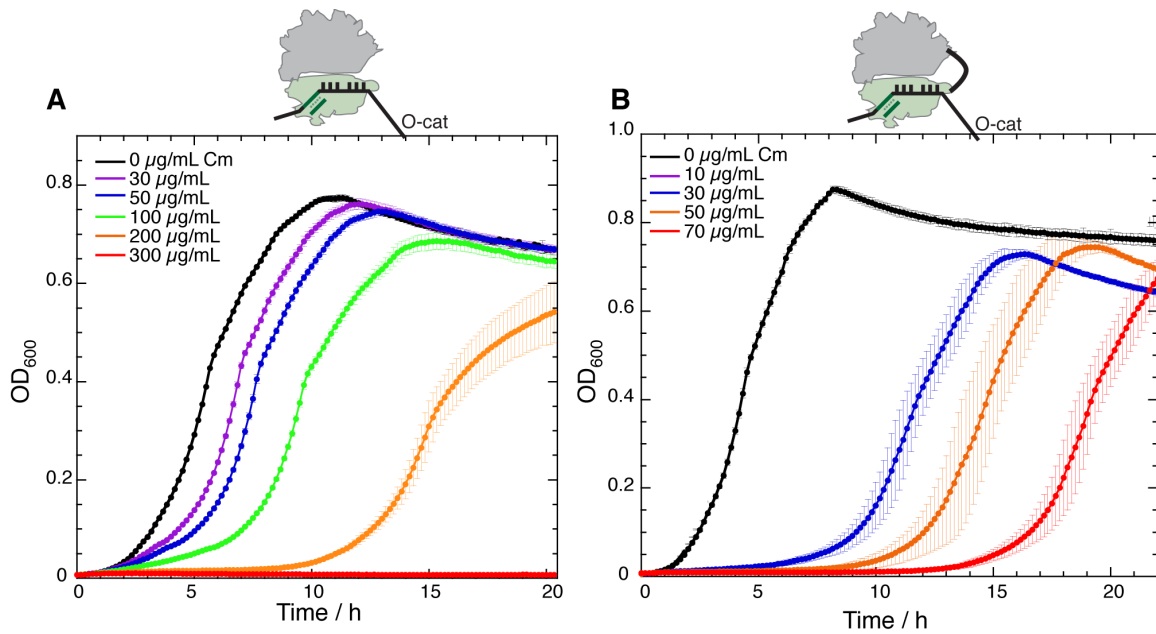 A
O-cat
0 µg/mL Cm
30 µg/mL
50 µg/mL
100 µg/mL
200 µg/mL
300 µg/mL
OD600
0.8
0.6
0.4
0.2
0
0 5 10 15 20
Time / h
B
O-cat
0 µg/mL Cm
10 µg/mL
30 µg/mL
50 µg/mL
70 µg/mL
OD600
1.0
0.8
0.6
0.4
0.2
0
0 5 10 15 20
Time / h